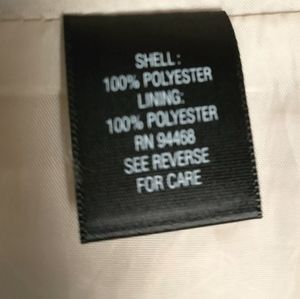 SHELL:
100% POLYESTER
LINING:
100% POLYESTER
RN 94468
SEE REVERSE
FOR CARE